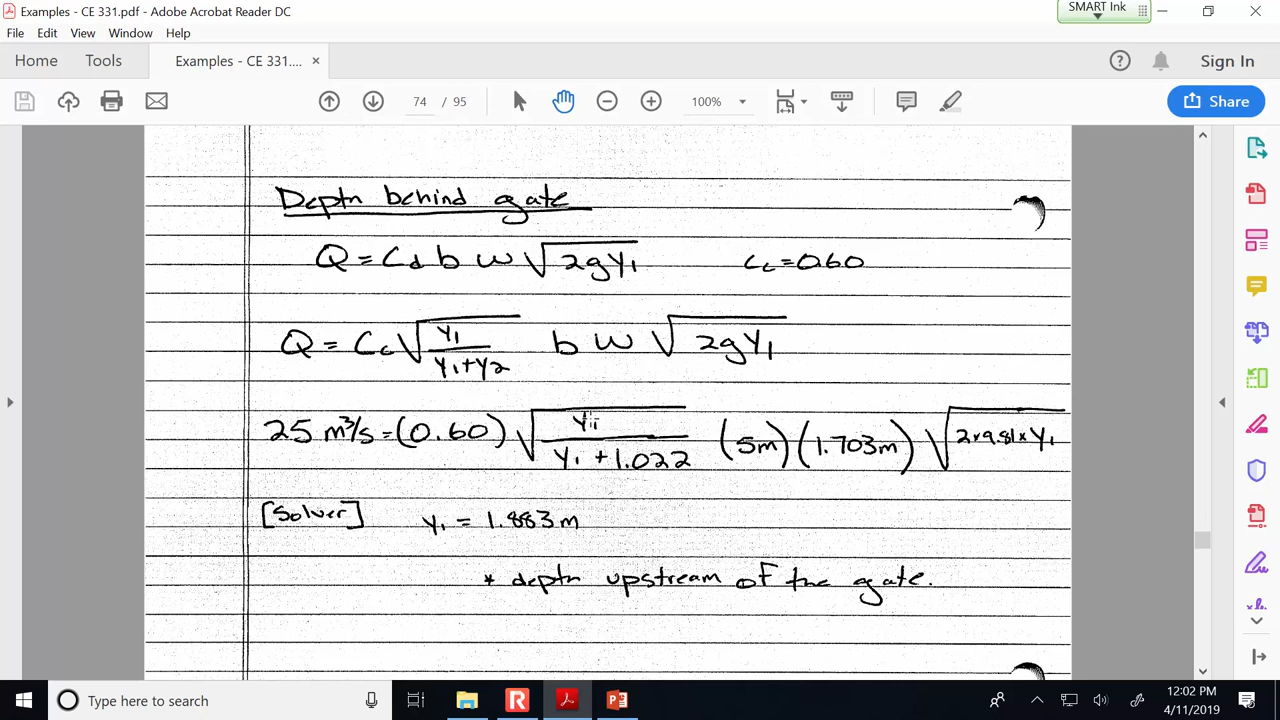 Examples - CE 331.pdf - Adobe Acrobat Reader DC
SMART Ink
File Edit View Window Help
Home Tools Examples - CE 331.... × Sign In
74 / 95 100% Share
Depth behind gate
Q = Cd b w √2gY1 Cc = 0.60
Q = Cc √(Y1 / Y1+Y2) b w √2gY1
25 m³/s = (0.60) √(Y1 / Y1 + 1.022) (5m)(1.703m) √2×9.81×Y1
[Solver] Y1 = 1.883m
* depth upstream of the gate.
Type here to search
12:02 PM
4/11/2019